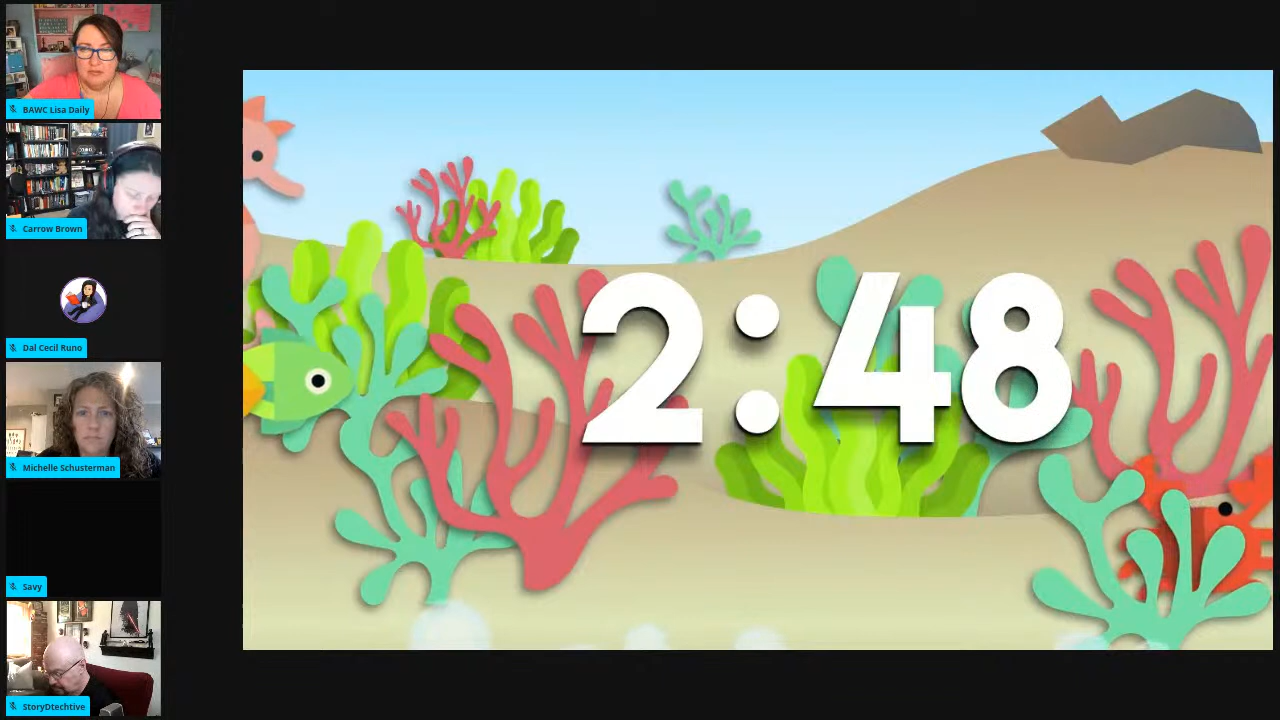 BAWC Lisa Daily
Carrow Brown
Dal Cecil Runo
Michelle Schusterman
Savy
StoryDtechtive
2:48